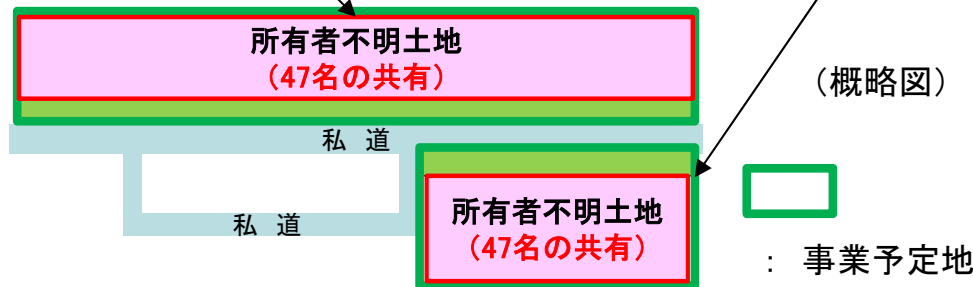 所有者不明土地
（47名の共有）
（概略図）
私 道
所有者不明土地
（47名の共有）
私 道
： 事業予定地